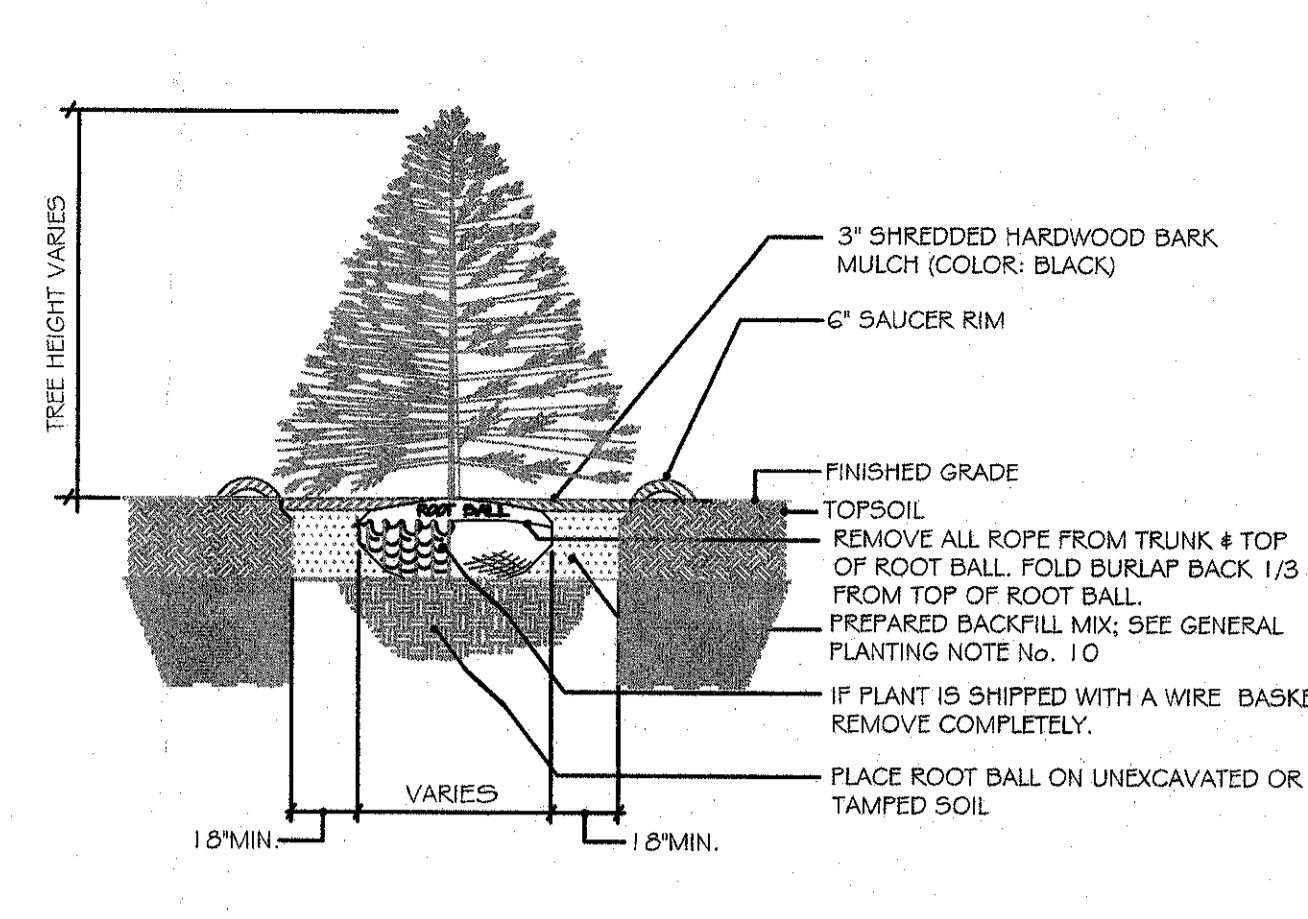 TREE HEIGHT VARIES
3" SHREDDED HARDWOOD BARK
MULCH (COLOR: BLACK)
6" SAUCER RIM
FINISHED GRADE
TOPSOIL
ROOT BALL
REMOVE ALL ROPE FROM TRUNK & TOP
OF ROOT BALL. FOLD BURLAP BACK 1/3
FROM TOP OF ROOT BALL.
PREPARED BACKFILL MIX; SEE GENERAL
PLANTING NOTE No. 10
IF PLANT IS SHIPPED WITH A WIRE BASKE
REMOVE COMPLETELY.
PLACE ROOT BALL ON UNEXCAVATED OR
TAMPED SOIL
VARIES
18"MIN.
18"MIN.